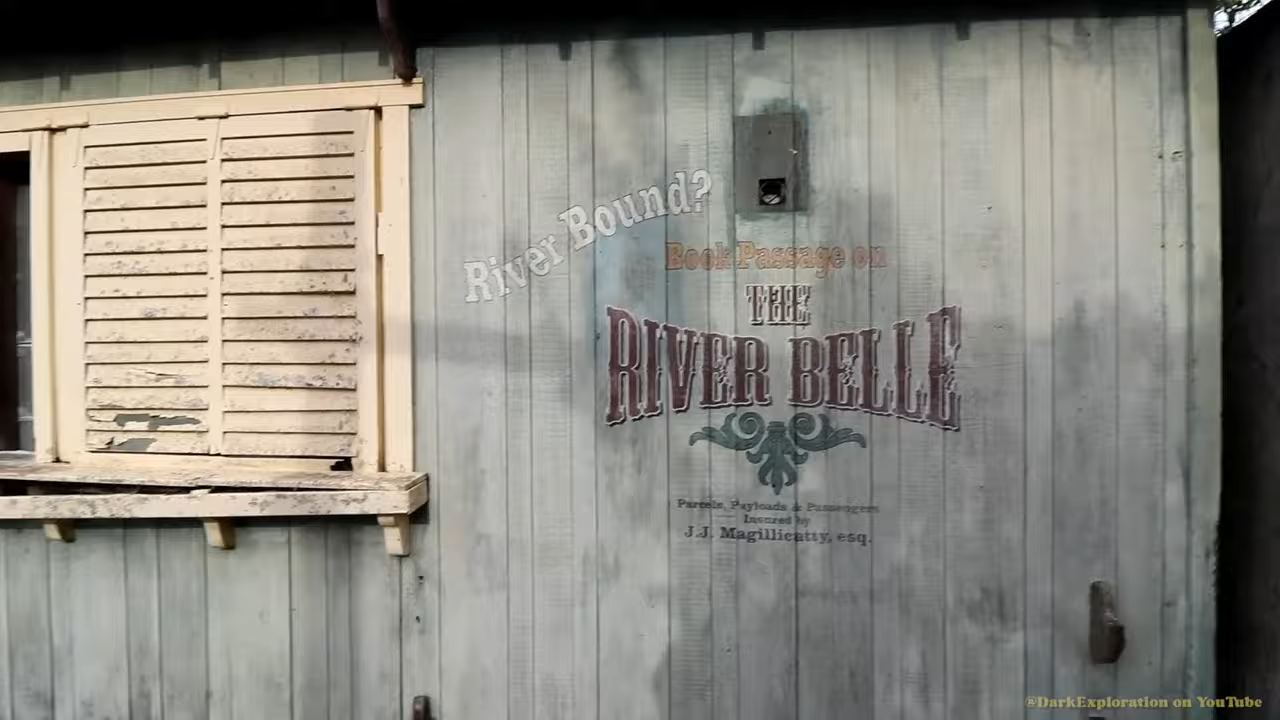 River Bound?
Book Passage on
THE
RIVER BELLE
Parcels, Payloads & Passengers
Insured by
J.J. Magillicutty, esq.
@DarkExploration on YouTube